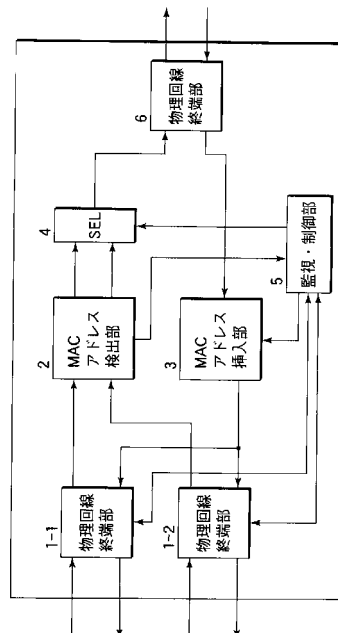 1-1
物理回線
終端部
1-2
物理回線
終端部
2
MAC
アドレス
検出部
3
MAC
アドレス
挿入部
4
SEL
5
監視・制御部
6
物理回線
終端部